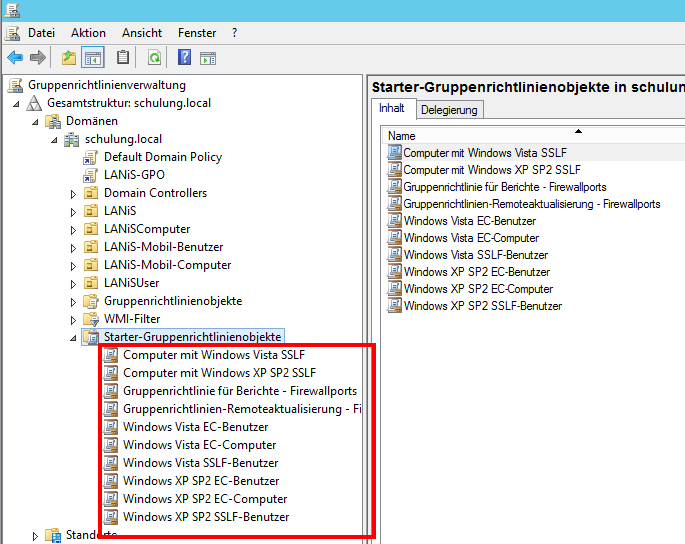 Datei Aktion Ansicht Fenster ?
Gruppenrichtlinienverwaltung
Gesamtstruktur: schulung.local
Domänen
schulung.local
Default Domain Policy
LANiS-GPO
Domain Controllers
LANiS
LANiSComputer
LANiS-Mobil-Benutzer
LANiS-Mobil-Computer
LANiSUser
Gruppenrichtlinienobjekte
WMI-Filter
Starter-Gruppenrichtlinienobjekte
Computer mit Windows Vista SSLF
Computer mit Windows XP SP2 SSLF
Gruppenrichtlinie für Berichte - Firewallports
Gruppenrichtlinien-Remoteaktualisierung - Fi
Windows Vista EC-Benutzer
Windows Vista EC-Computer
Windows Vista SSLF-Benutzer
Windows XP SP2 EC-Benutzer
Windows XP SP2 EC-Computer
Windows XP SP2 SSLF-Benutzer
Standorte
Starter-Gruppenrichtlinienobjekte in schulun
Inhalt Delegierung
Name
Computer mit Windows Vista SSLF
Computer mit Windows XP SP2 SSLF
Gruppenrichtlinie für Berichte - Firewallports
Gruppenrichtlinien-Remoteaktualisierung - Firewallports
Windows Vista EC-Benutzer
Windows Vista EC-Computer
Windows Vista SSLF-Benutzer
Windows XP SP2 EC-Benutzer
Windows XP SP2 EC-Computer
Windows XP SP2 SSLF-Benutzer